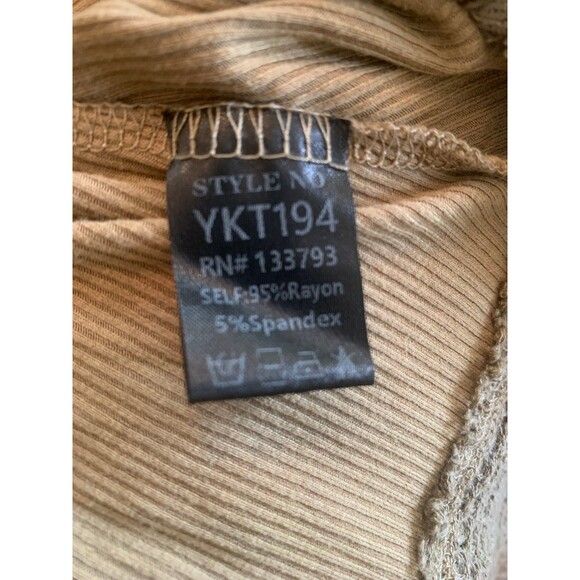 STYLE NO
YKT194
RN# 133793
SELF:95%Rayon
5%Spandex